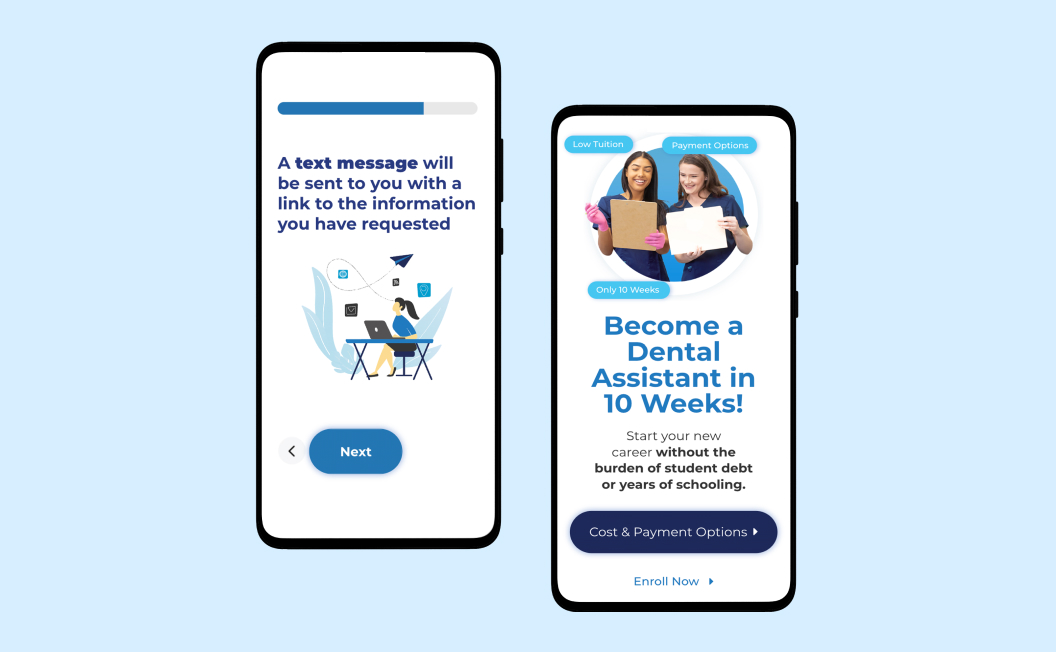 A text message will
be sent to you with a
link to the information
you have requested
Next
Low Tuition
Payment Options
Only 10 Weeks
Become a
Dental
Assistant in
10 Weeks!
Start your new
career without the
burden of student debt
or years of schooling.
Cost & Payment Options
Enroll Now